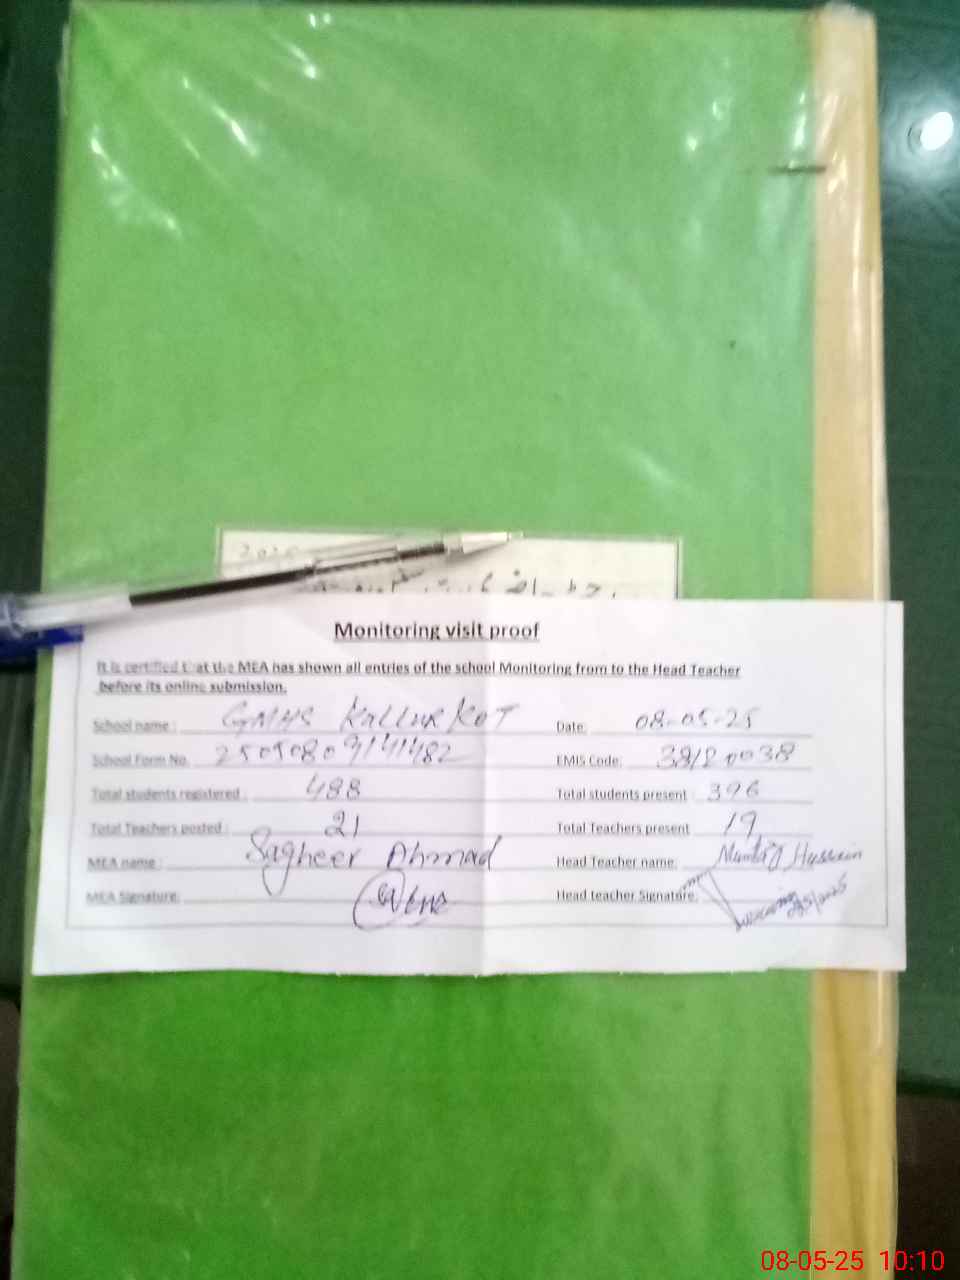 Monitoring visit proof
It is certified that the MEA has shown all entries of the school Monitoring from to the Head Teacher
before its online submission.
School name: GMHS Kallur Kot Date: 08-05-25
School Form No. EMIS Code: 38120038
Total students registered: 488 Total students present 396
Total Teachers posted: 21 Total Teachers present 19
MEA name: Sagheer Ahmad Head Teacher name: Mumtaz Hussain
MEA Signature: Head teacher Signature:
08-05-25 10:10